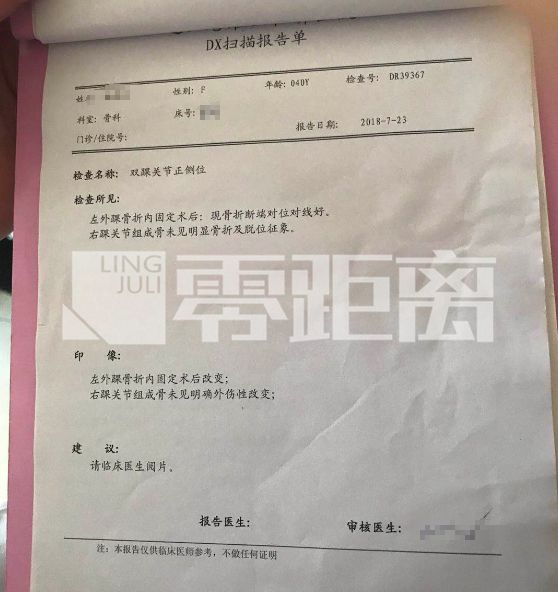 DX扫描报告单
性别: F
年龄: 040Y
检查号: DR39367
科室: 骨科
床号:
门诊/住院号:
报告日期: 2018-7-23
检查名称: 双踝关节正侧位
检查所见:
左外踝骨折内固定术后: 现骨折断端对位对线好。
右踝关节组成骨未见明显骨折及脱位征象。
LING
JULI
零距离
印 像:
左外踝骨折内固定术后改变;
右踝关节组成骨未见明确外伤性改变;
建 议:
请临床医生阅片。
报告医生:
审核医生:
注: 本报告仅供临床医师参考, 不做任何证明